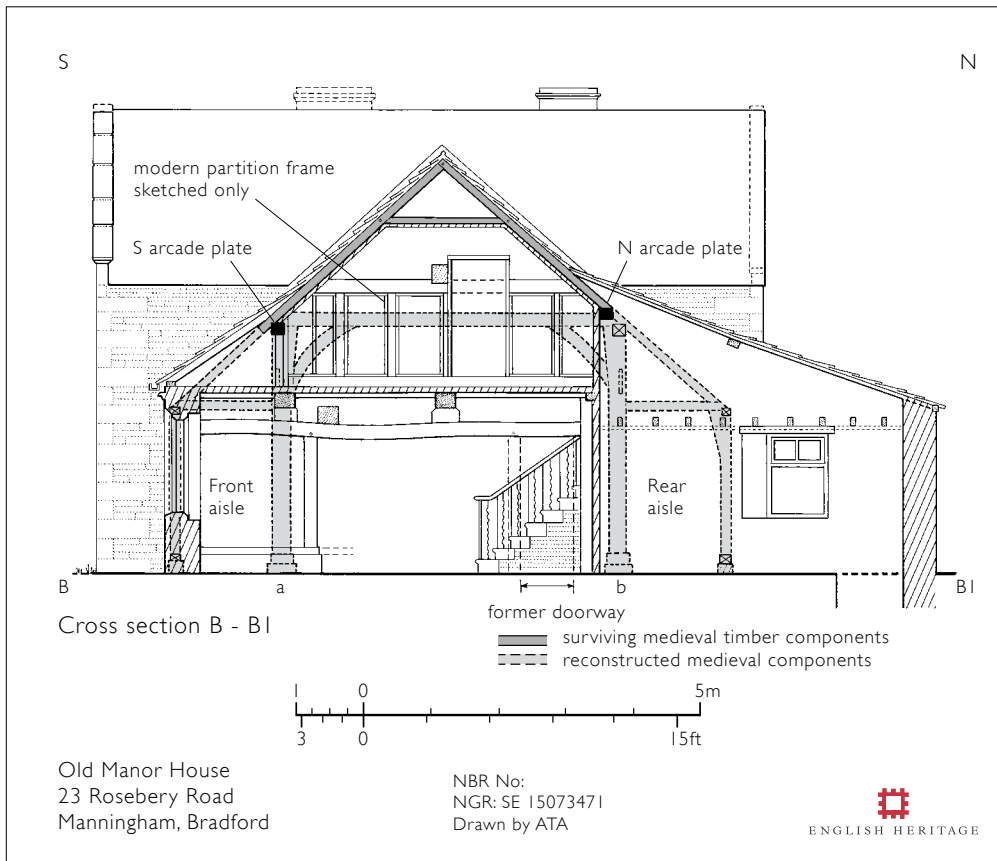 S
N
modern partition frame
sketched only
S arcade plate
N arcade plate
Front
aisle
Rear
aisle
B
a
b
B1
former doorway
Cross section B - B1
surviving medieval timber components
reconstructed medieval components
1
0
5m
3
0
15ft
Old Manor House
23 Rosebery Road
Manningham, Bradford
NBR No:
NGR: SE 15073471
Drawn by ATA
ENGLISH HERITAGE